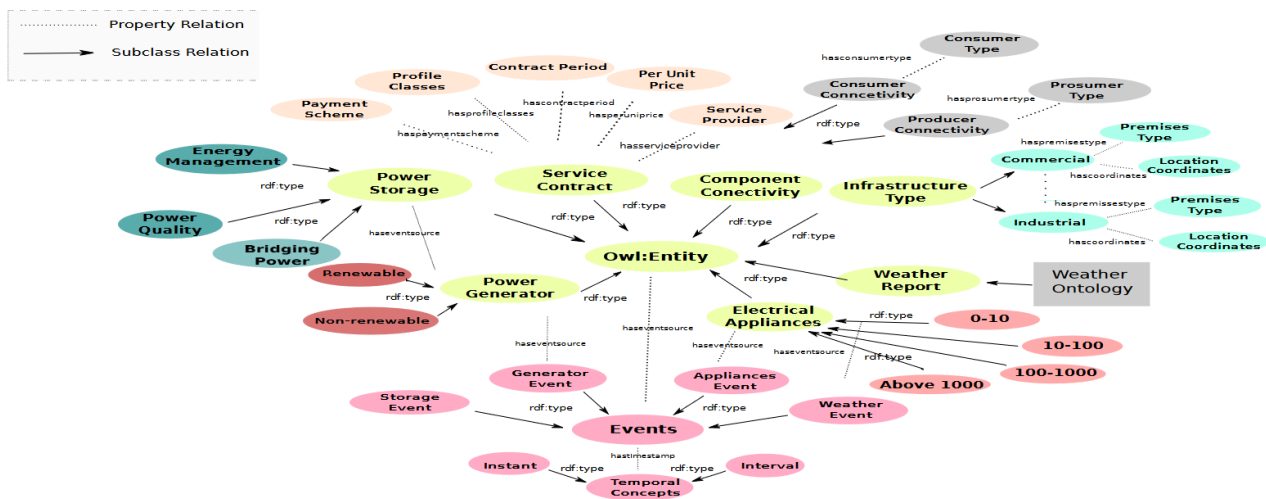 Property Relation
Subclass Relation
Consumer
Type
hasconsumertype
Contract Period
Profile
Classes
Per Unit
Price
Consumer
Conncetivity
Prosumer
Type
hasprosumertype
Payment
Scheme
hasprofileclasses
hascontractperiod
hasperuniprice
Service
Provider
rdf:type
Producer
Connectivity
Premises
Type
haspremisestype
haspaymentscheme
hasserviceprovider
Energy
Management
Commercial
Location
Coordinates
hascoordinates
rdf:type
Power
Storage
Service
Contract
Component
Conectivity
Infrastructure
Type
haspremissestype
Premises
Type
Power
Quality
rdf:type
rdf:type
rdf:type
rdf:type
rdf:type
Industrial
Location
Coordinates
hascoordinates
haseventsource
Bridging
Power
Owl:Entity
Renewable
rdf:type
Power
Generator
rdf:type
rdf:type
Weather
Report
Weather
Ontology
Non-renewable
Electrical
Appliances
rdf:type
0-10
haseventsource
haseventsource
haseventsource
haseventsource
rdf:type
10-100
100-1000
Above 1000
Generator
Event
Appliances
Event
Storage
Event
rdf:type
rdf:type
Weather
Event
Events
hastimestamp
Instant
rdf:type
rdf:type
Interval
Temporal
Concepts